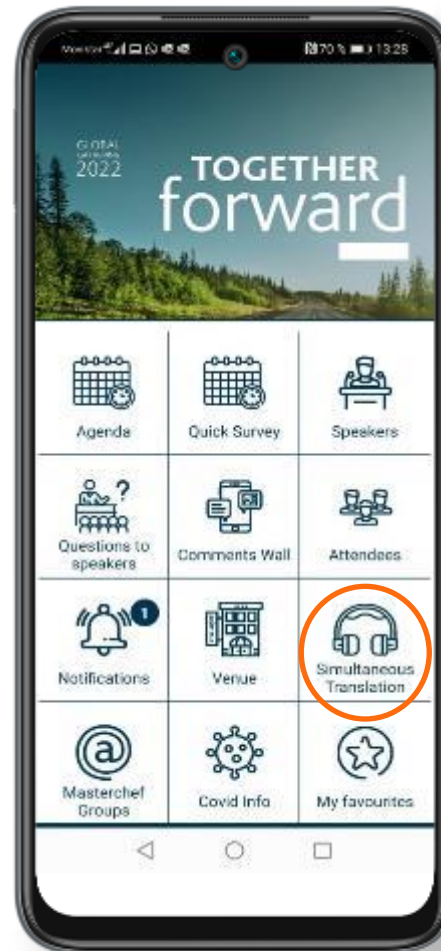 Movistar
70 %
13:28
GLOBAL
2022
TOGETHER
forward
Agenda
Quick Survey
Speakers
?
Questions to
speakers
Comments Wall
Attendees
1
Notifications
Venue
Simultaneous
Translation
@
Masterchef
Groups
Covid Info
My favourites